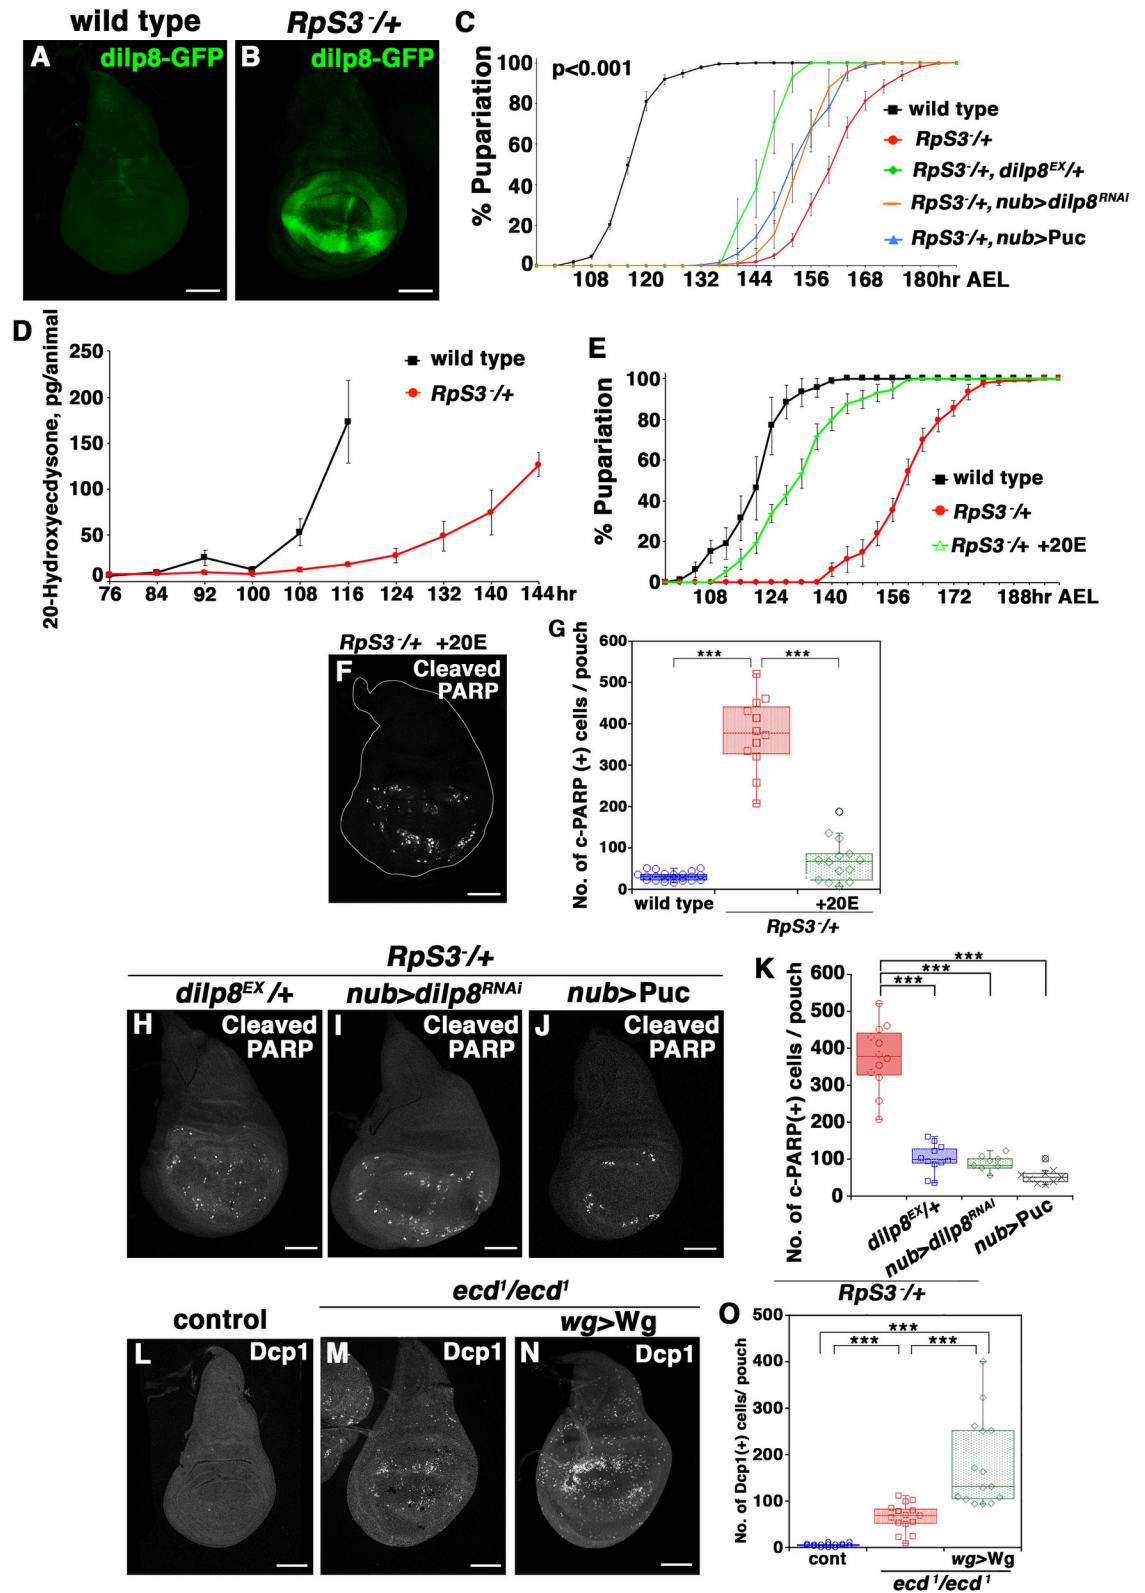 wild type
RpS3⁻/+
A
dilp8-GFP
B
dilp8-GFP
C
% Pupariation
100
80
60
40
20
0
p<0.001
108 120 132 144 156 168 180hr AEL
wild type
RpS3⁻/+
RpS3⁻/+, dilp8ᴱˣ/+
RpS3⁻/+, nub>dilp8ᴿᴺᴬⁱ
RpS3⁻/+, nub>Puc
D
20-Hydroxyecdysone, pg/animal
250
200
150
100
50
0
76 84 92 100 108 116 124 132 140 144hr
wild type
RpS3⁻/+
E
% Pupariation
100
80
60
40
20
0
108 124 140 156 172 188hr AEL
wild type
RpS3⁻/+
RpS3⁻/+ +20E
RpS3⁻/+ +20E
F
Cleaved
PARP
G
No. of c-PARP (+) cells / pouch
600
500
400
300
200
100
0
*** ***
wild type +20E
RpS3⁻/+
RpS3⁻/+
dilp8ᴱˣ/+ nub>dilp8ᴿᴺᴬⁱ nub>Puc
H
Cleaved
PARP
I
Cleaved
PARP
J
Cleaved
PARP
K
No. of c-PARP(+) cells / pouch
600
500
400
300
200
100
0
***
***
***
dilp8ᴱˣ/+
nub>dilp8ᴿᴺᴬⁱ
nub>Puc
RpS3⁻/+
ecd¹/ecd¹
control
wg>Wg
L
Dcp1
M
Dcp1
N
Dcp1
O
No. of Dcp1(+) cells/ pouch
500
400
300
200
100
0
***
*** ***
cont wg>Wg
ecd¹/ecd¹